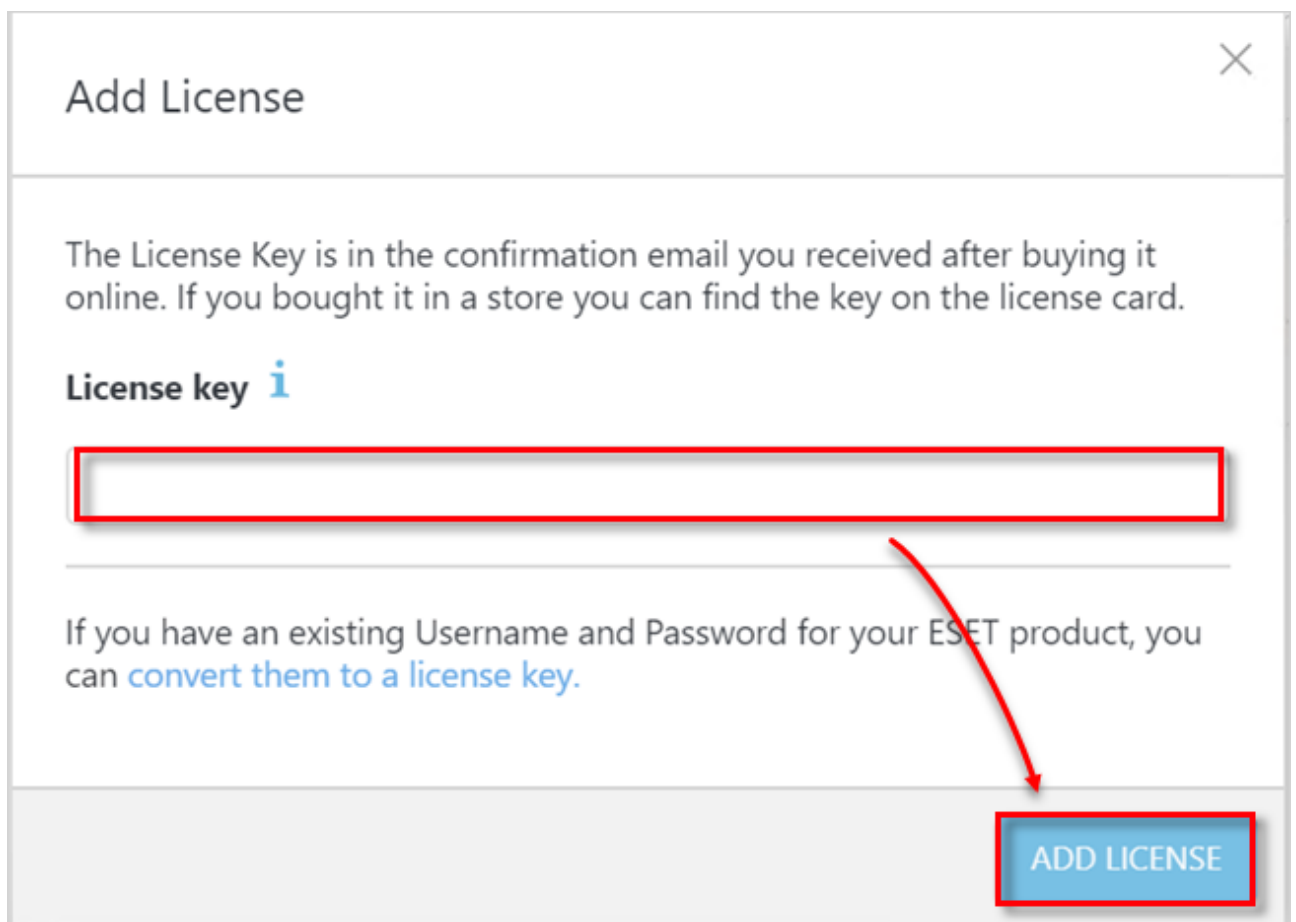 Add License
The License Key is in the confirmation email you received after buying it
online. If you bought it in a store you can find the key on the license card.
License key i
If you have an existing Username and Password for your ESET product, you
can convert them to a license key.
ADD LICENSE